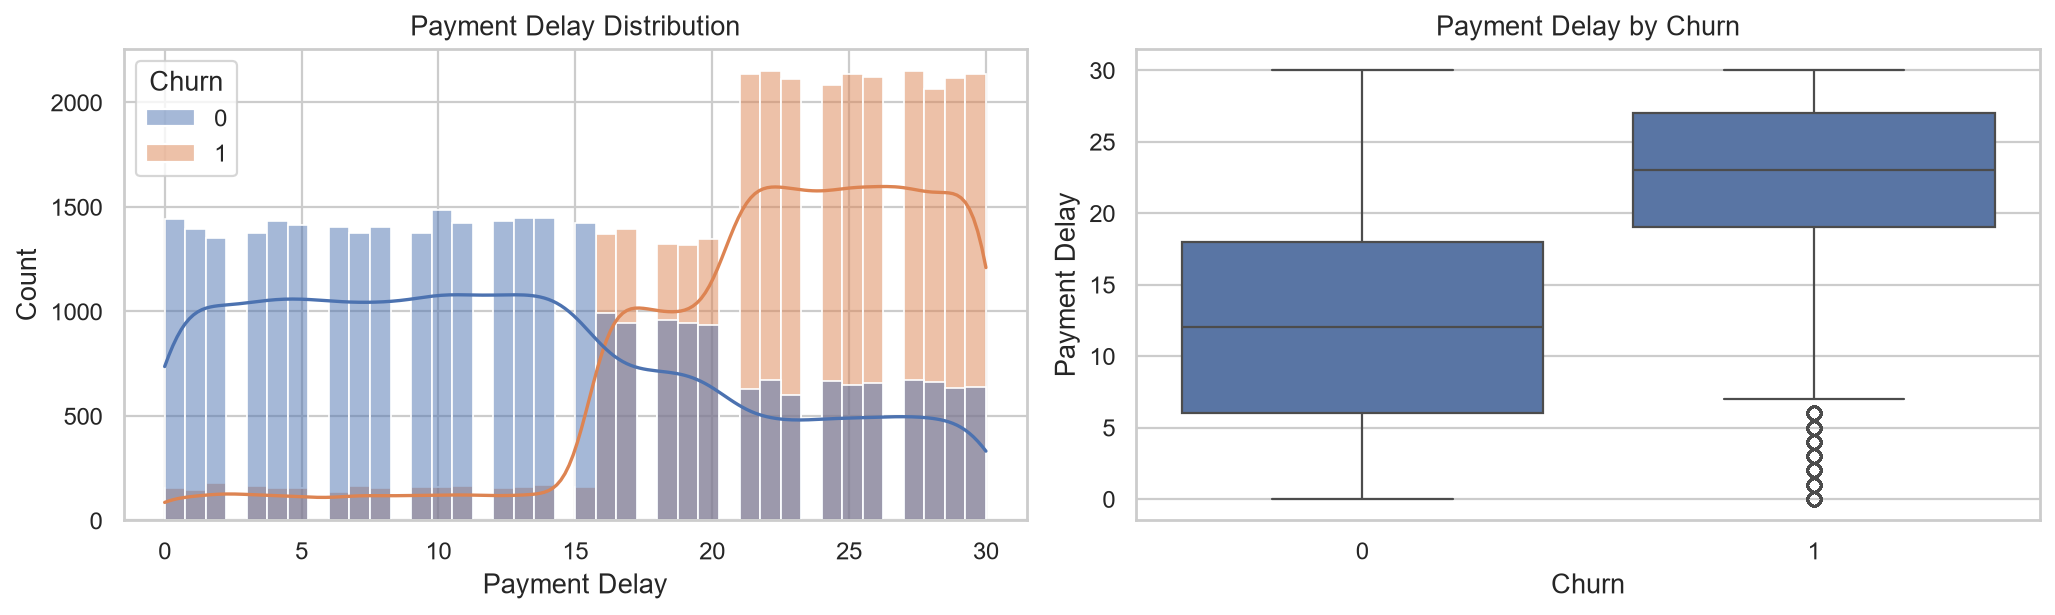 Payment Delay Distribution
Churn
0
1
2000
1500
1000
500
0
Count
0 5 10 15 20 25 30
Payment Delay
Payment Delay by Churn
30
25
20
15
10
5
0
Payment Delay
0 1
Churn